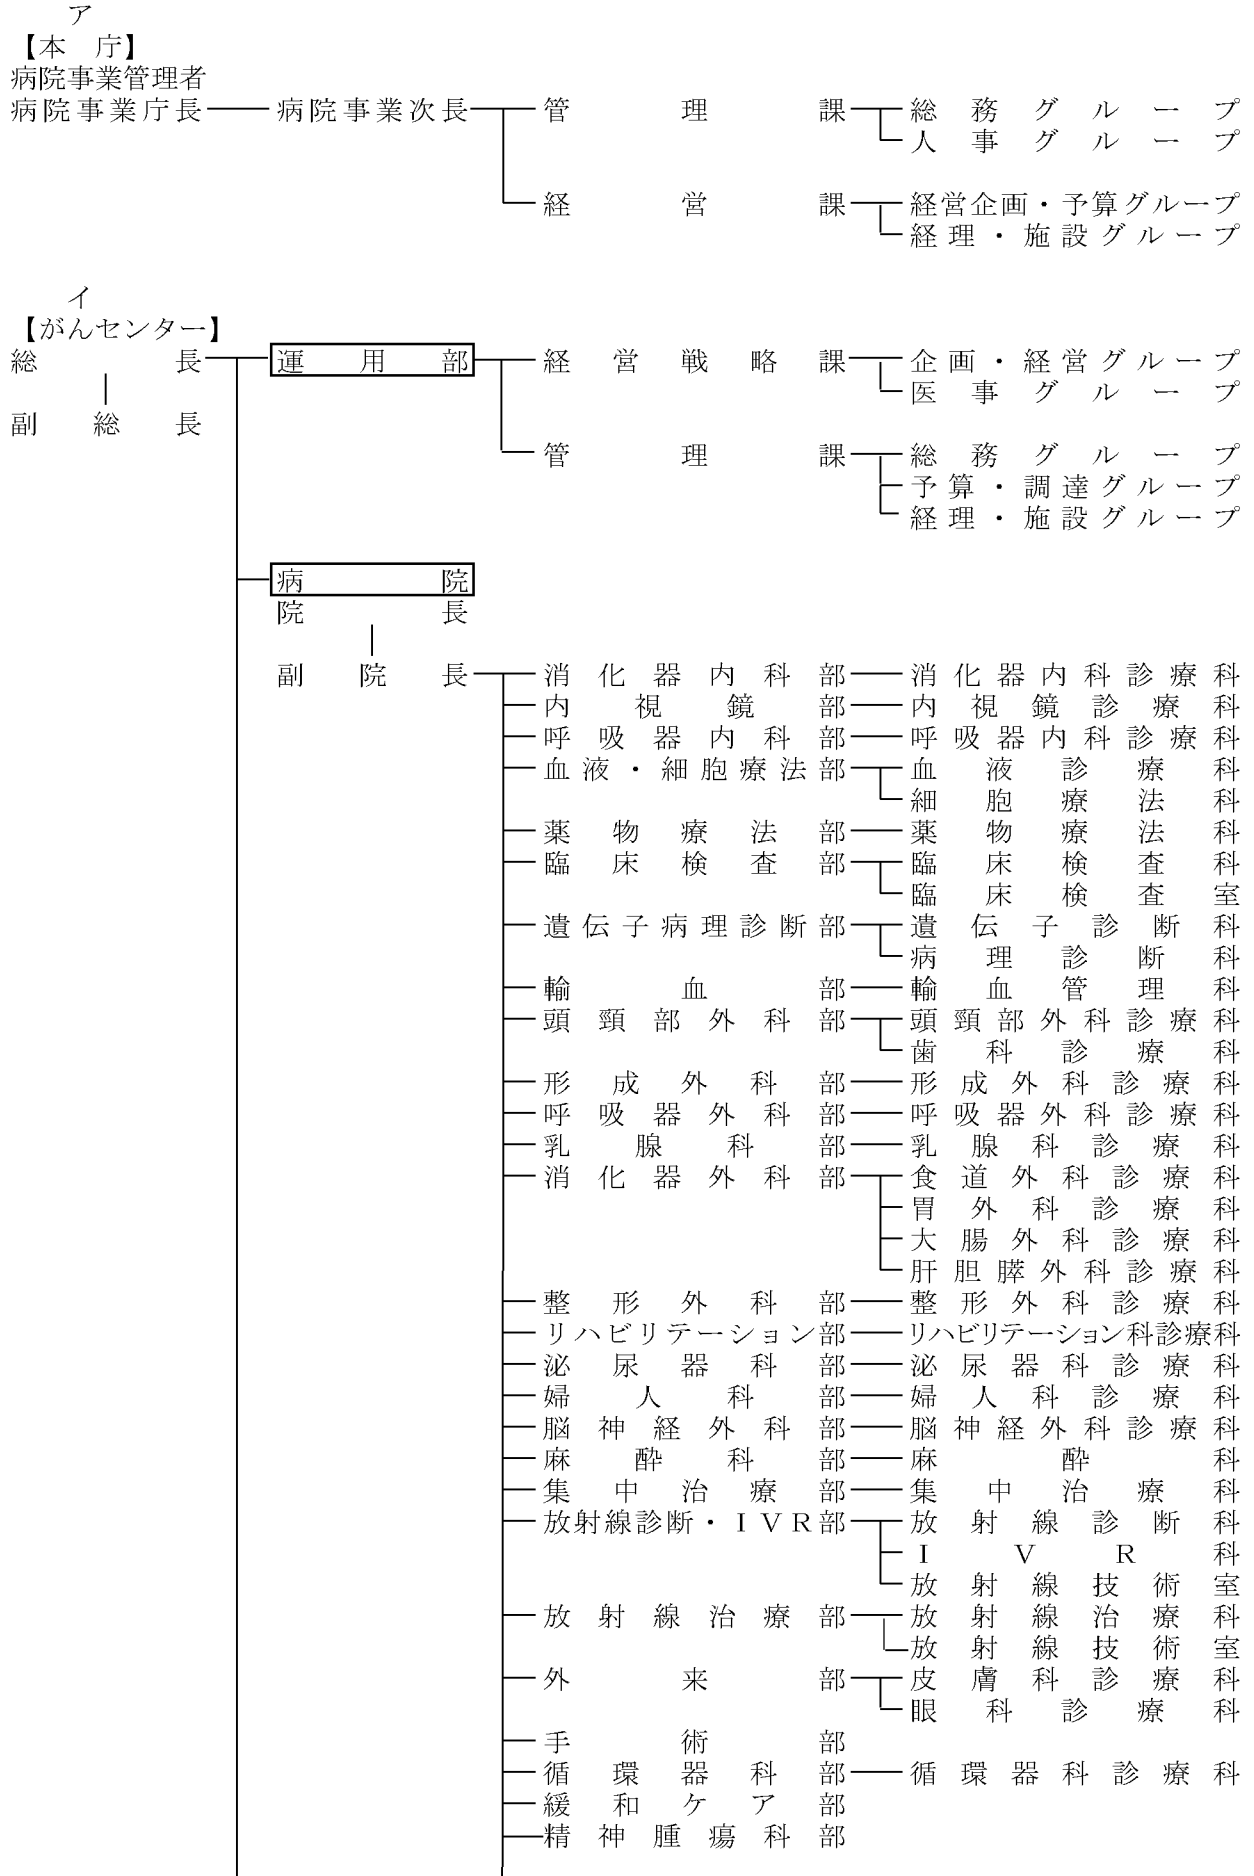 ア
【本 庁】
病院事業管理者
病院事業庁長 病院事業次長 管理課 総務グループ
人事グループ
経営課 経営企画・予算グループ
経理・施設グループ
イ
【がんセンター】
総長 運用部 経営戦略課 企画・経営グループ
医事グループ
副総長
管理課 総務グループ
予算・調達グループ
経理・施設グループ
病院
院長
副院長 消化器内科部 消化器内科診療科
内視鏡部 内視鏡診療科
呼吸器内科部 呼吸器内科診療科
血液・細胞療法部 血液診療科
細胞療法科
薬物療法部 薬物療法科
臨床検査部 臨床検査科
臨床検査室
遺伝子病理診断部 遺伝子診断科
病理診断科
輸血部 輸血管理科
頭頸部外科部 頭頸部外科診療科
歯科診療科
形成外科部 形成外科診療科
呼吸器外科部 呼吸器外科診療科
乳腺科部 乳腺科診療科
消化器外科部 食道外科診療科
胃外科診療科
大腸外科診療科
肝胆膵外科診療科
整形外科部 整形外科診療科
リハビリテーション部 リハビリテーション科診療科
泌尿器科部 泌尿器科診療科
婦人科部 婦人科診療科
脳神経外科部 脳神経外科診療科
麻酔科部 麻酔科
集中治療部 集中治療科
放射線診断・ＩＶＲ部 放射線診断科
ＩＶＲ科
放射線技術室
放射線治療部 放射線治療科
放射線技術室
外来部 皮膚科診療科
眼科診療科
手術部
循環器科部 循環器科診療科
緩和ケア部
精神腫瘍科部